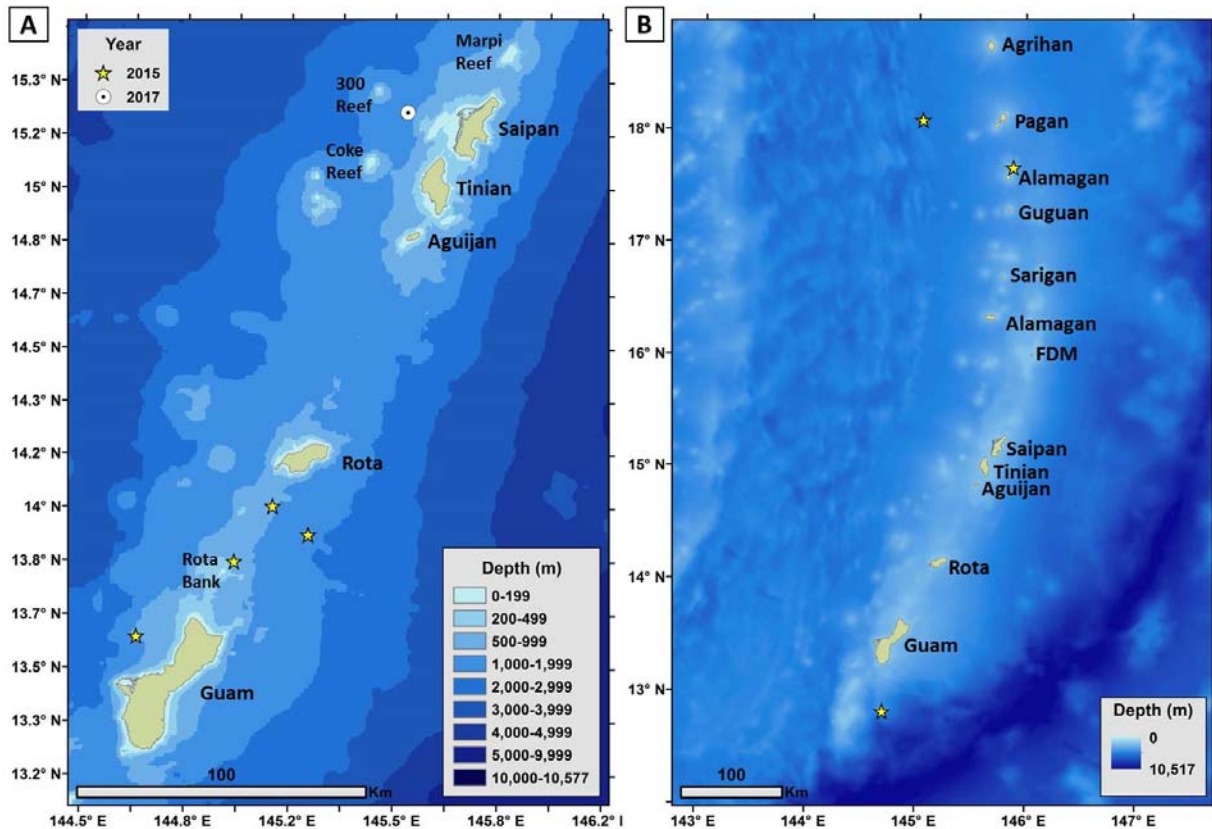 A
Year
2015
2017
Marpi
Reef
300
Reef
Saipan
Coke
Reef
Tinian
Aguijan
Rota
Rota
Bank
Guam
15.3° N
15.2° N
15° N
14.8° N
14.7° N
14.5° N
14.3° N
14.2° N
14° N
13.8° N
13.7° N
13.5° N
13.3° N
13.2° N
Depth (m)
0-199
200-499
500-999
1,000-1,999
2,000-2,999
3,000-3,999
4,000-4,999
5,000-9,999
10,000-10,577
100
Km
144.5° E 144.8° E 145.2° E 145.5° E 145.8° E 146.2° I
B
Agrihan
Pagan
Alamagan
Guguan
Sarigan
Alamagan
FDM
Saipan
Tinian
Aguijan
Rota
Guam
18° N
17° N
16° N
15° N
14° N
13° N
Depth (m)
0
10,517
100
Km
143° E 144° E 145° E 146° E 147° E